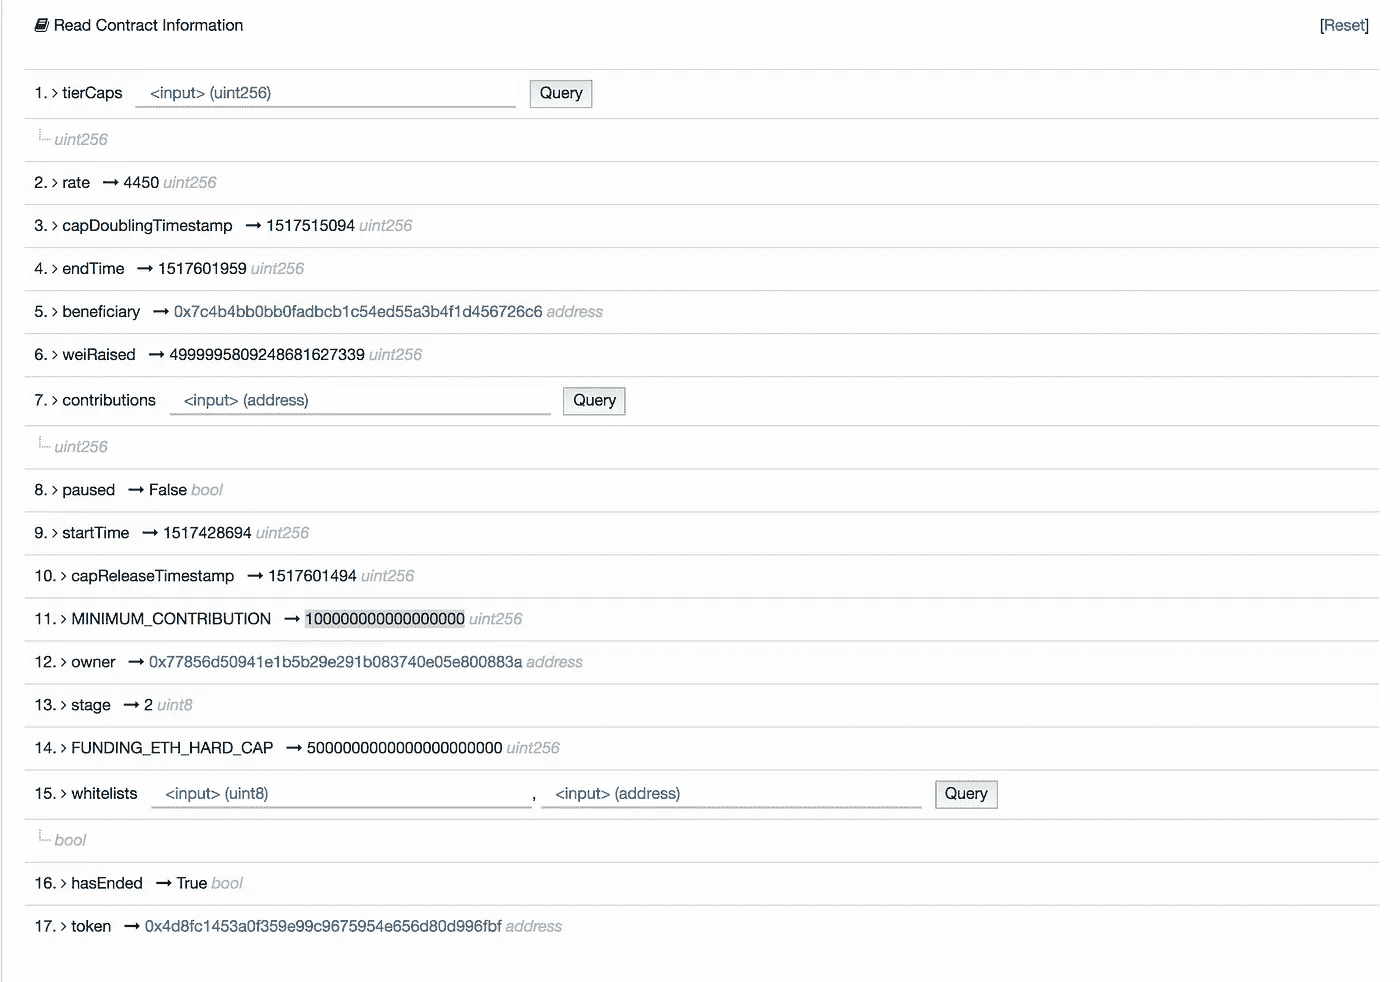 Read Contract Information
[Reset]
1. > tierCaps <input> (uint256) Query
uint256
2. > rate → 4450 uint256
3. > capDoublingTimestamp → 1517515094 uint256
4. > endTime → 1517601959 uint256
5. > beneficiary → 0x7c4b4bb0bb0fadbcb1c54ed55a3b4f1d456726c6 address
6. > weiRaised → 4999995809248681627339 uint256
7. > contributions <input> (address) Query
uint256
8. > paused → False bool
9. > startTime → 1517428694 uint256
10. > capReleaseTimestamp → 1517601494 uint256
11. > MINIMUM_CONTRIBUTION → 100000000000000000 uint256
12. > owner → 0x77856d50941e1b5b29e291b083740e05e800883a address
13. > stage → 2 uint8
14. > FUNDING_ETH_HARD_CAP → 5000000000000000000000 uint256
15. > whitelists <input> (uint8) , <input> (address) Query
bool
16. > hasEnded → True bool
17. > token → 0x4d8fc1453a0f359e99c9675954e656d80d996fbf address